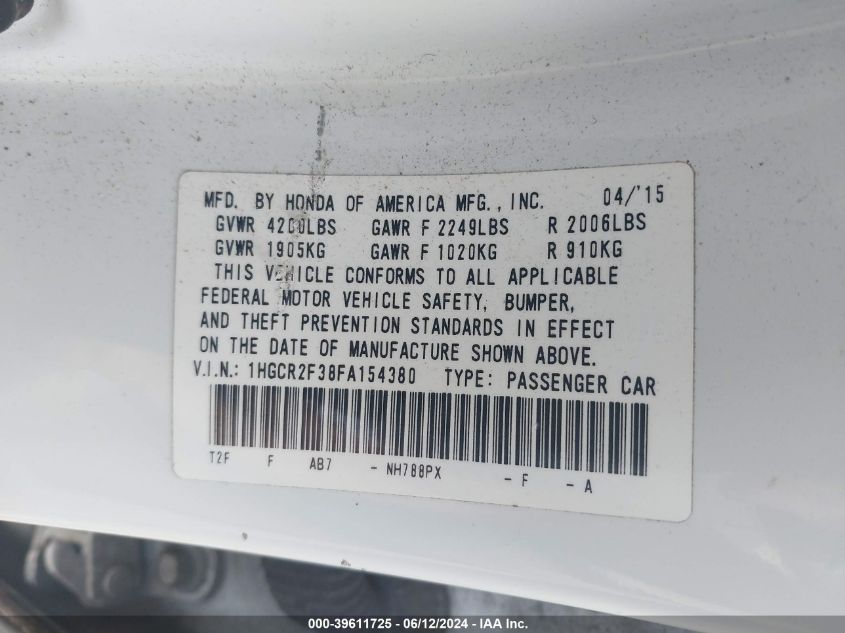 MFD. BY HONDA OF AMERICA MFG., INC. 04/'15
GVWR 4200LBS GAWR F 2249LBS R 2006LBS
GVWR 1905KG GAWR F 1020KG R 910KG
THIS VEHICLE CONFORMS TO ALL APPLICABLE
FEDERAL MOTOR VEHICLE SAFETY, BUMPER,
AND THEFT PREVENTION STANDARDS IN EFFECT
ON THE DATE OF MANUFACTURE SHOWN ABOVE.
V.I.N.: 1HGCR2F38FA154380 TYPE: PASSENGER CAR
T2F F AB7 - NH788PX - F - A
000-39611725 - 06/12/2024 - IAA Inc.